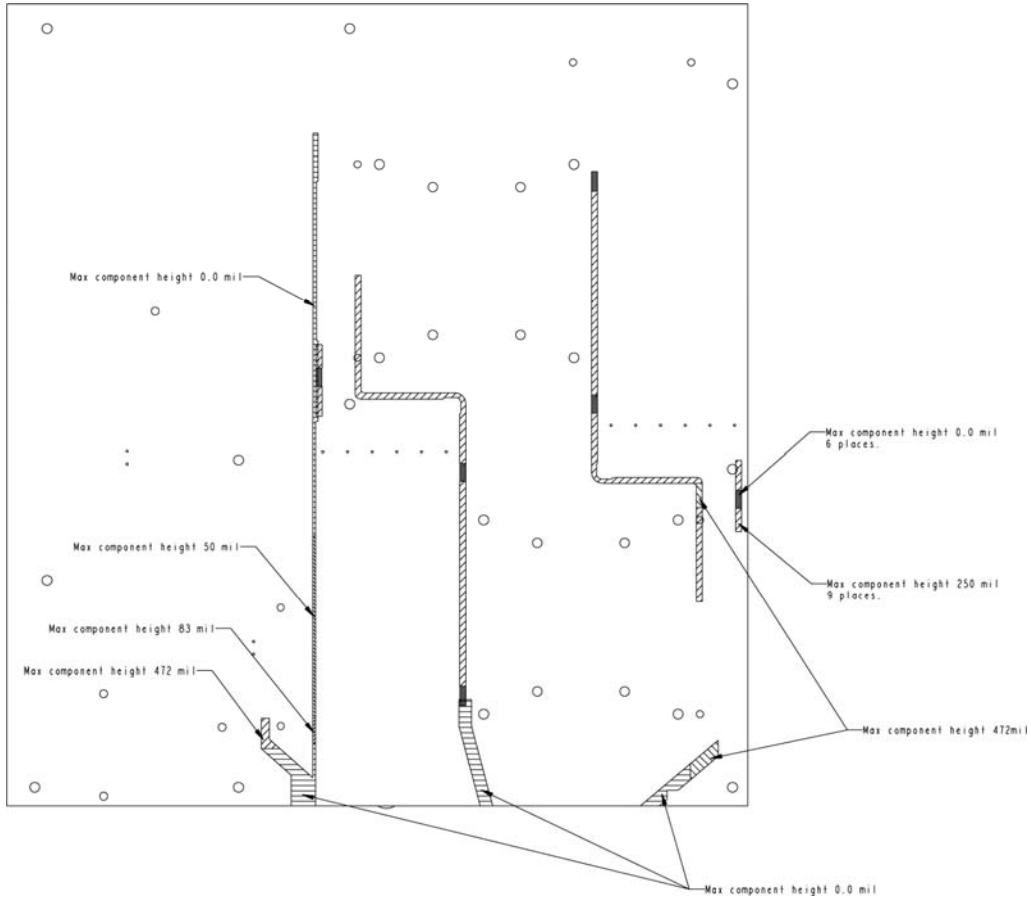 Max component height 0.0 mil
Max component height 0.0 mil
6 places.
Max component height 50 mil
Max component height 250 mil
9 places.
Max component height 83 mil
Max component height 472 mil
Max component height 472mil
Max component height 0.0 mil